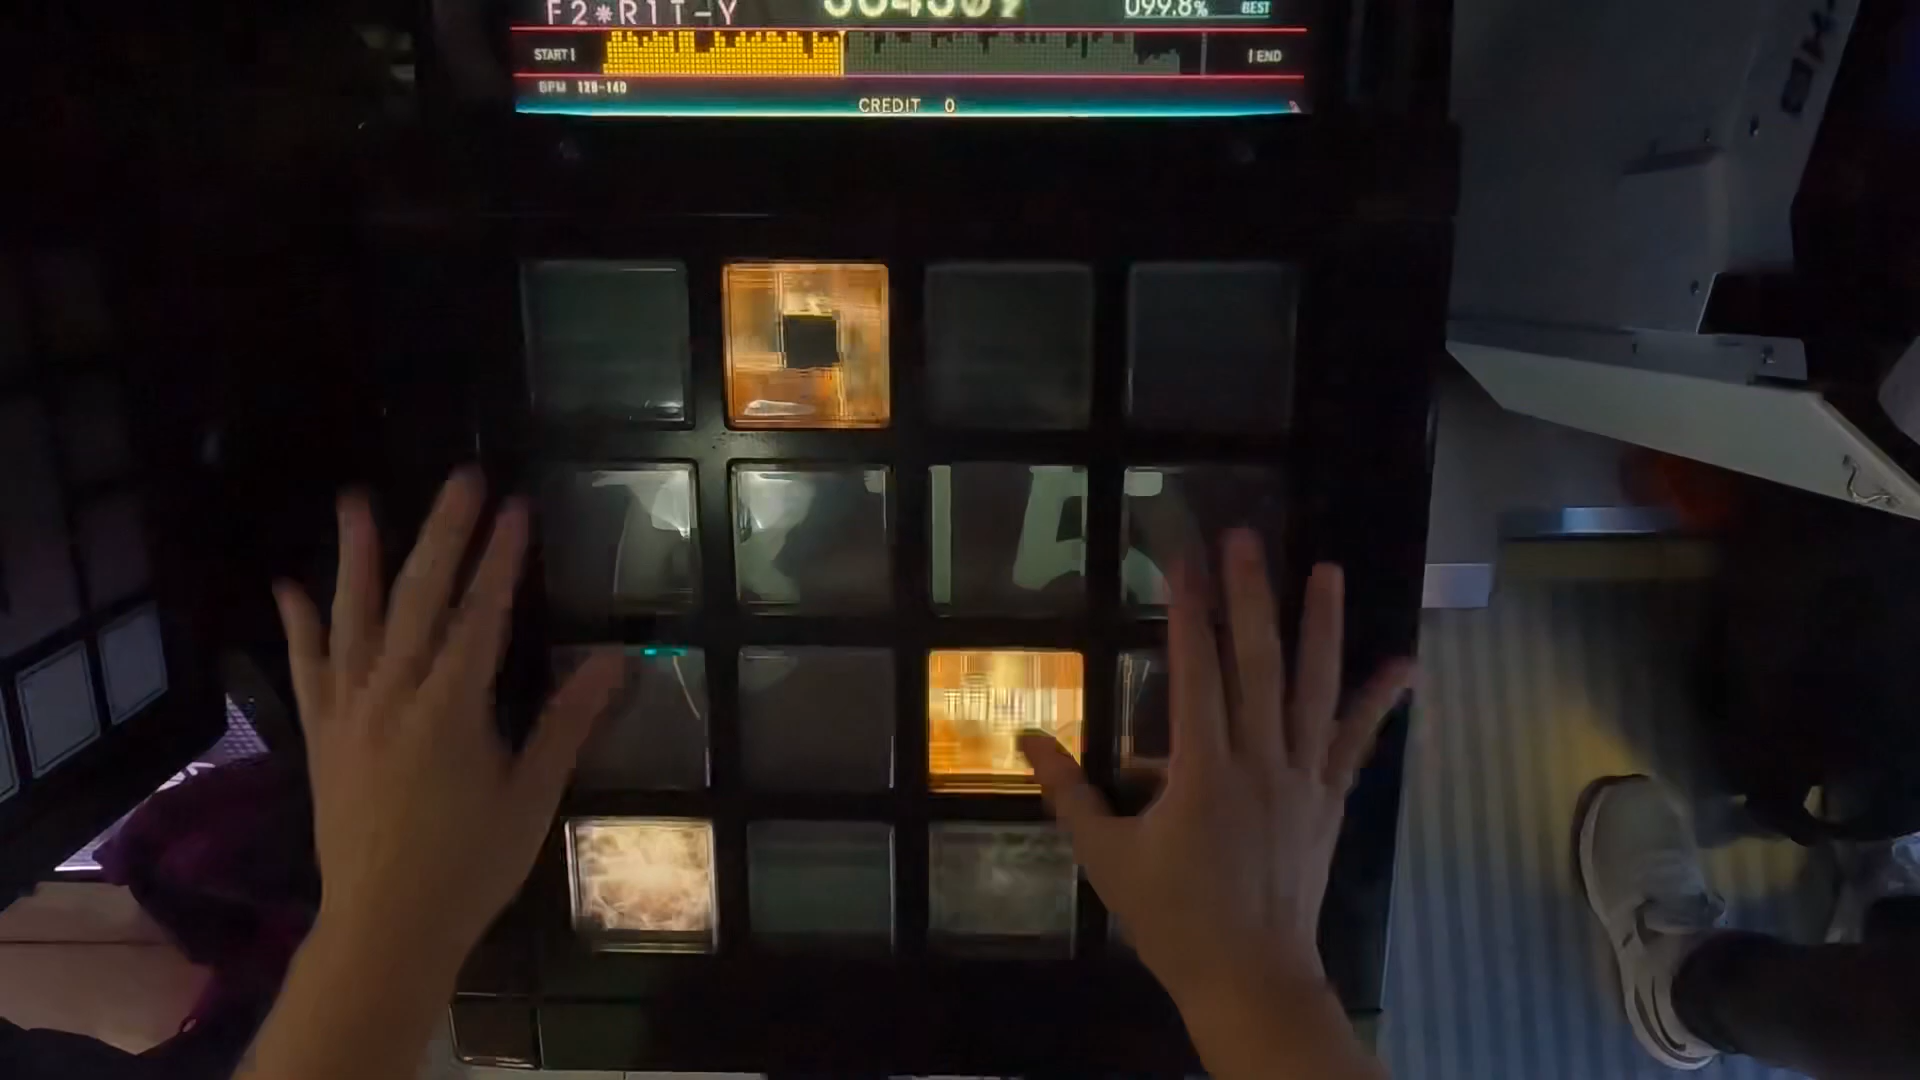 F2*R1T-Y
099.8% BEST
START
END
BPM 128-140
CREDIT 0